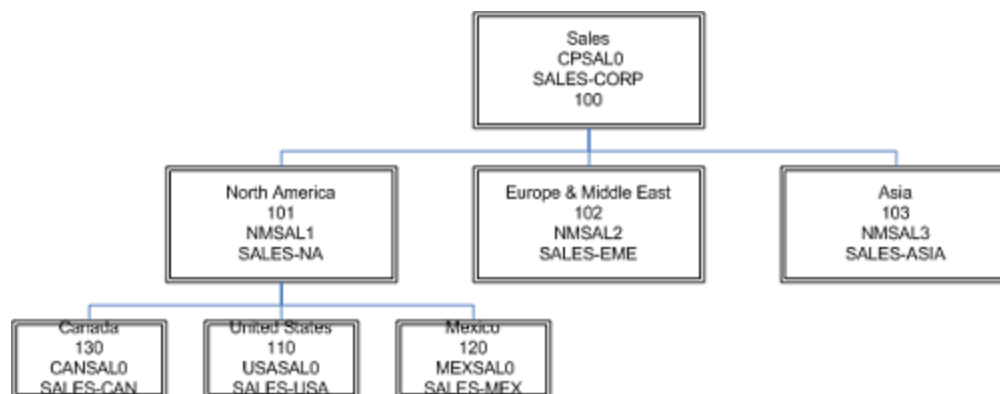 Sales
CPSAL0
SALES-CORP
100
North America
101
NMSAL1
SALES-NA
Europe & Middle East
102
NMSAL2
SALES-EME
Asia
103
NMSAL3
SALES-ASIA
Canada
130
CANSAL0
SALES-CAN
United States
110
USASAL0
SALES-USA
Mexico
120
MEXSAL0
SALES-MEX